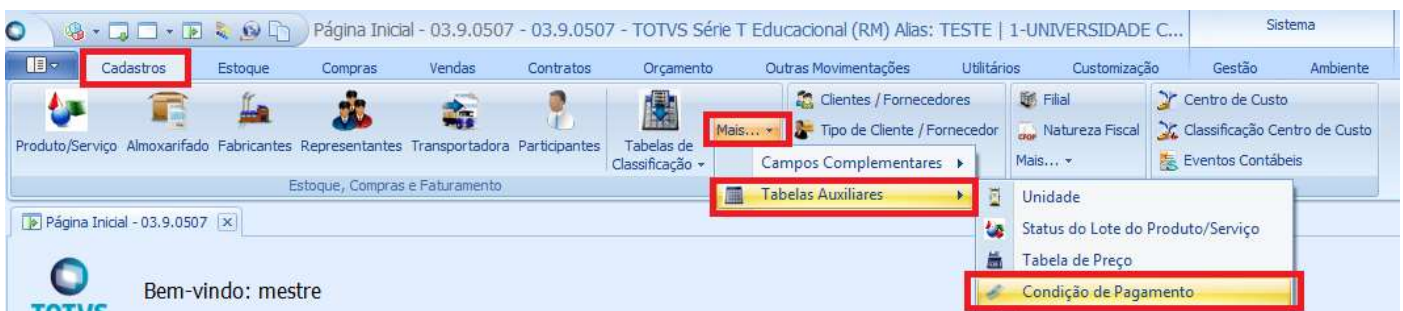 Página Inicial - 03.9.0507 - 03.9.0507 - TOTVS Série T Educacional (RM) Alias: TESTE | 1-UNIVERSIDADE C...
Sistema
Cadastros Estoque Compras Vendas Contratos Orçamento Outras Movimentações Utilitários Customização Gestão Ambiente
Produto/Serviço Almoxarifado Fabricantes Representantes Transportadora Participantes
Tabelas de
Classificação
Mais...
Clientes / Fornecedores
Tipo de Cliente / Fornecedor
Filial
CFOP
Natureza Fiscal
Mais...
Centro de Custo
Classificação Centro de Custo
Eventos Contábeis
Estoque, Compras e Faturamento
Campos Complementares
Tabelas Auxiliares
Unidade
Status do Lote do Produto/Serviço
Tabela de Preço
Condição de Pagamento
Página Inicial - 03.9.0507
Bem-vindo: mestre
TOTVS